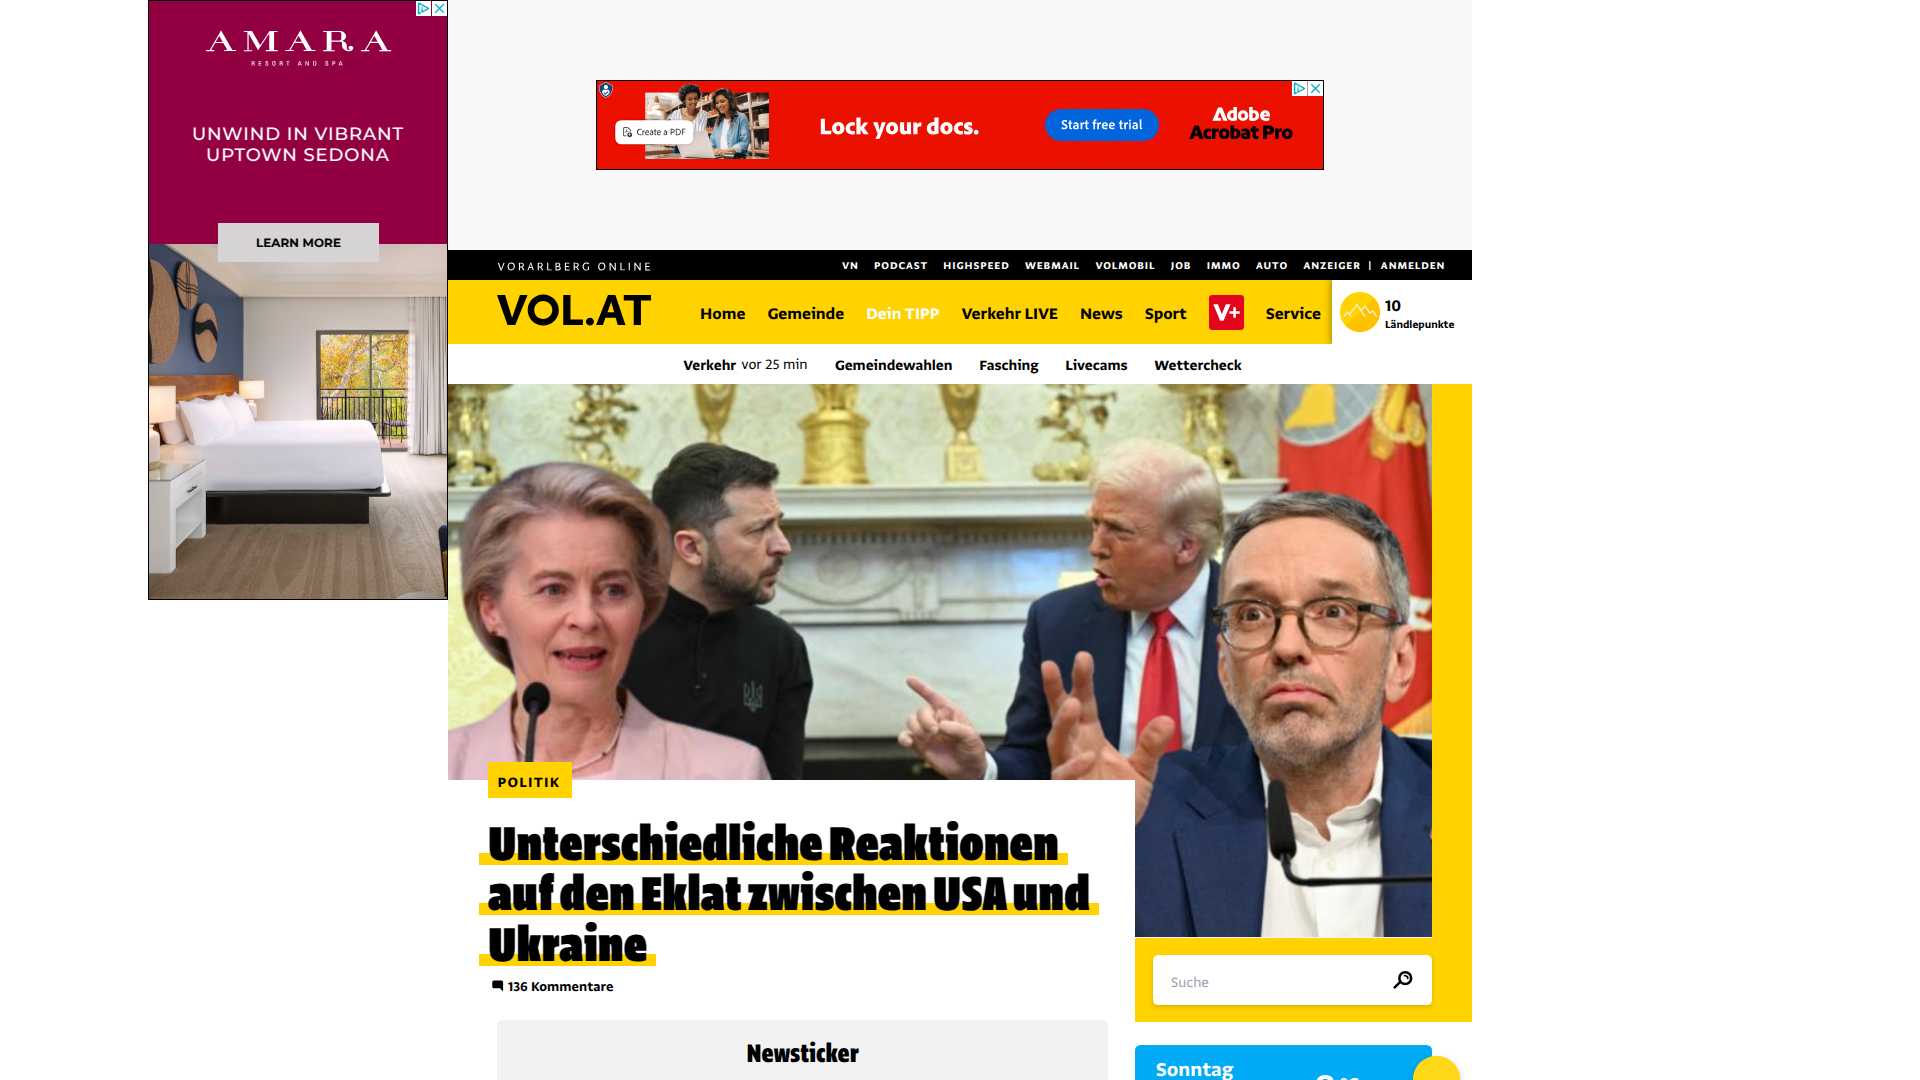 AMARA
RESORT AND SPA
UNWIND IN VIBRANT
UPTOWN SEDONA
LEARN MORE
Create a PDF
Lock your docs.
Start free trial
Adobe
Acrobat Pro
VORARLBERG ONLINE
VN PODCAST HIGHSPEED WEBMAIL VOLMOBIL JOB IMMO AUTO ANZEIGER | ANMELDEN
VOL.AT
Home Gemeinde Dein TIPP Verkehr LIVE News Sport V+ Service
10
Ländlepunkte
Verkehr vor 25 min Gemeindewahlen Fasching Livecams Wettercheck
POLITIK
Unterschiedliche Reaktionen
auf den Eklat zwischen USA und
Ukraine
136 Kommentare
Suche
Newsticker
Sonntag